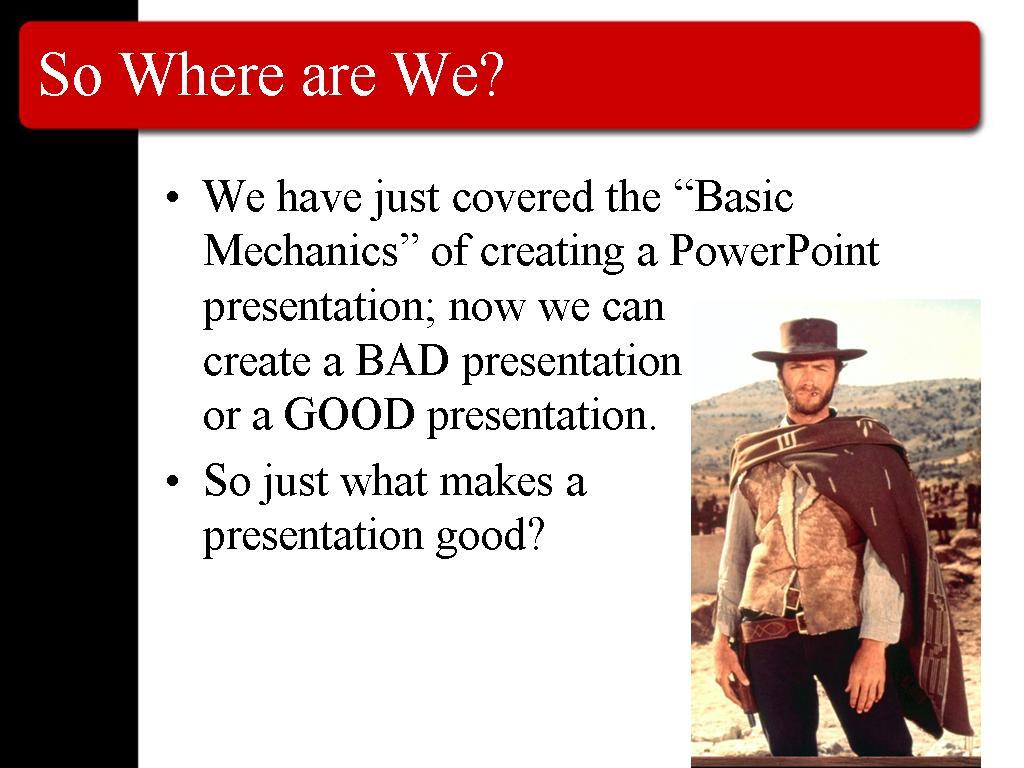 So Where are We?
• We have just covered the “Basic
Mechanics” of creating a PowerPoint
presentation; now we can
create a BAD presentation
or a GOOD presentation.
• So just what makes a
presentation good?